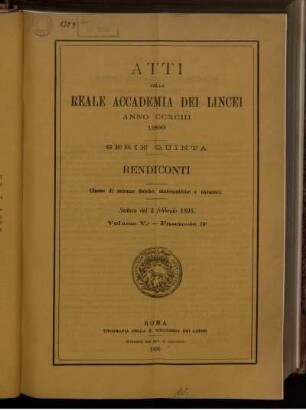 ATTI
DELLA
REALE ACCADEMIA DEI LINCEI
ANNO CCXCIII
1896
SERIE QUINTA
RENDICONTI
Classe di scienze fisiche, matematiche e naturali.
Seduta del 2 febbraio 1896.
Volume V.° — Fascicolo 3°
ROMA
TIPOGRAFIA DELLA R. ACCADEMIA DEI LINCEI
1896